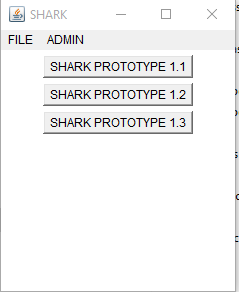 SHARK
FILE ADMIN
SHARK PROTOTYPE 1.1
SHARK PROTOTYPE 1.2
SHARK PROTOTYPE 1.3